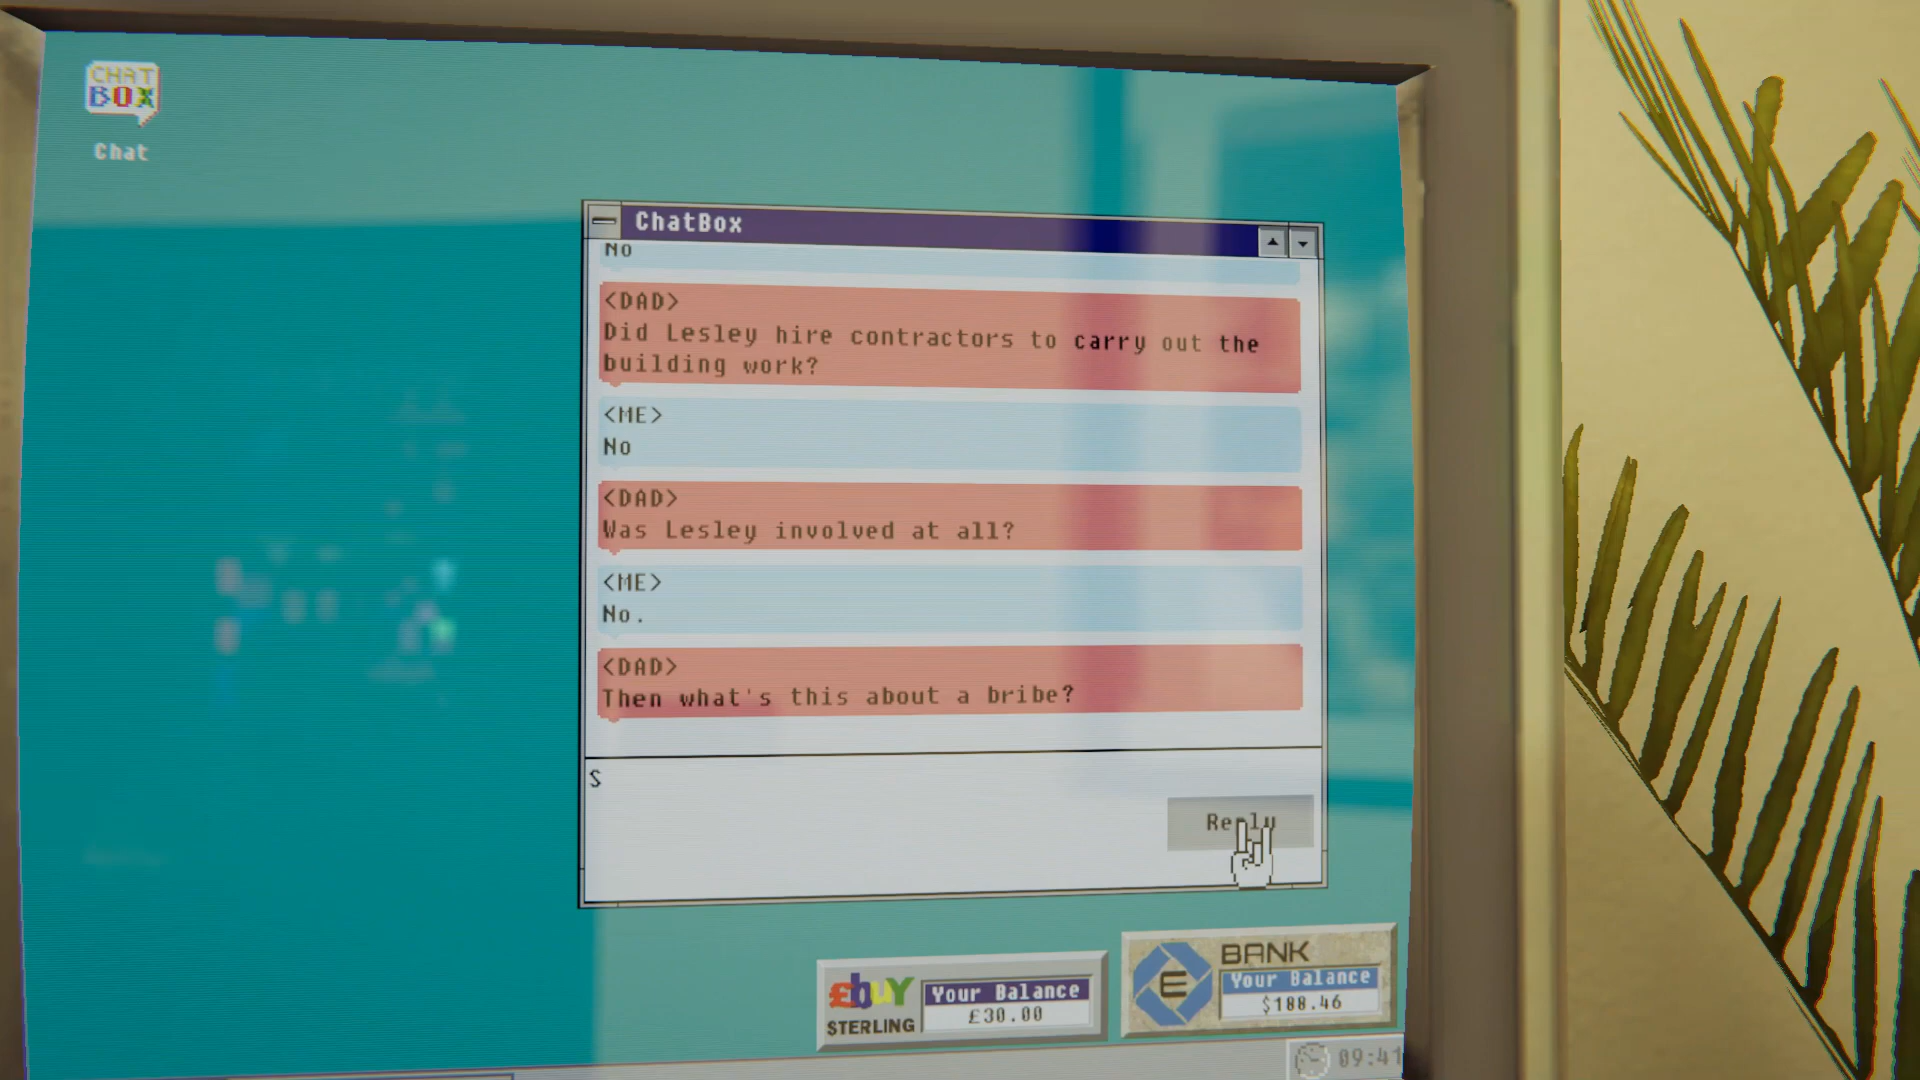 CHAT
BOX
Chat
ChatBox
No
<DAD>
Did Lesley hire contractors to carry out the
building work?
<ME>
No
<DAD>
Was Lesley involved at all?
<ME>
No.
<DAD>
Then what's this about a bribe?
S
Reply
£buy
STERLING
Your Balance
£30.00
E
BANK
Your Balance
$188.46
09:41